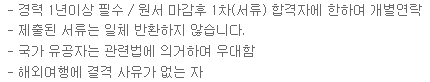 - 경력 1년이상 필수 / 원서 마감후 1차(서류) 합격자에 한하여 개별연락
- 제출된 서류는 일체 반환하지 않습니다.
- 국가 유공자는 관련법에 의거하여 우대함
- 해외여행에 결격 사유가 없는 자